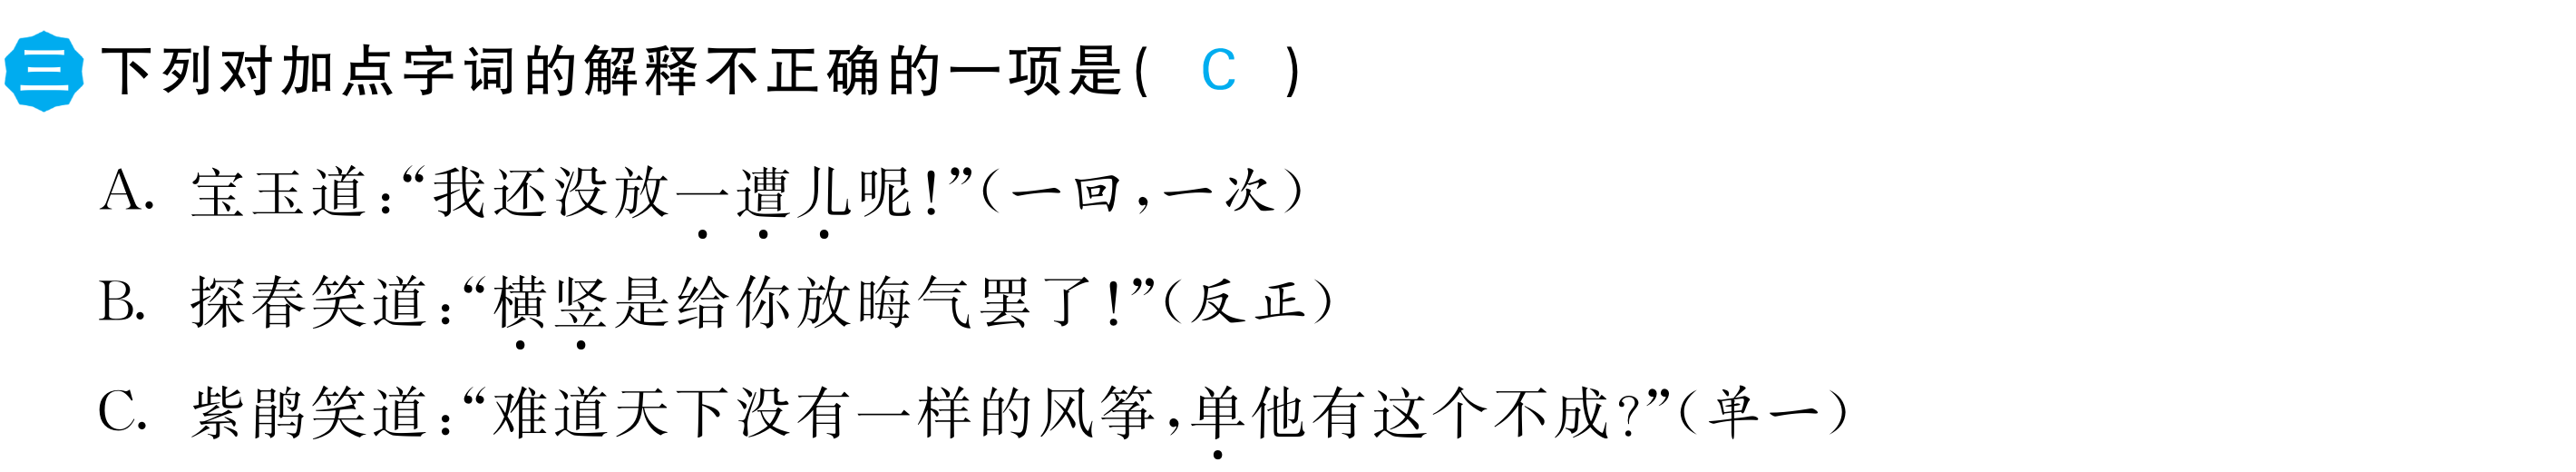 三 下列对加点字词的解释不正确的一项是( C )
A. 宝玉道:“我还没放一遭儿呢!”(一回,一次)
B. 探春笑道:“横竖是给你放晦气罢了!”(反正)
C. 紫鹃笑道:“难道天下没有一样的风筝,单他有这个不成?”(单一)